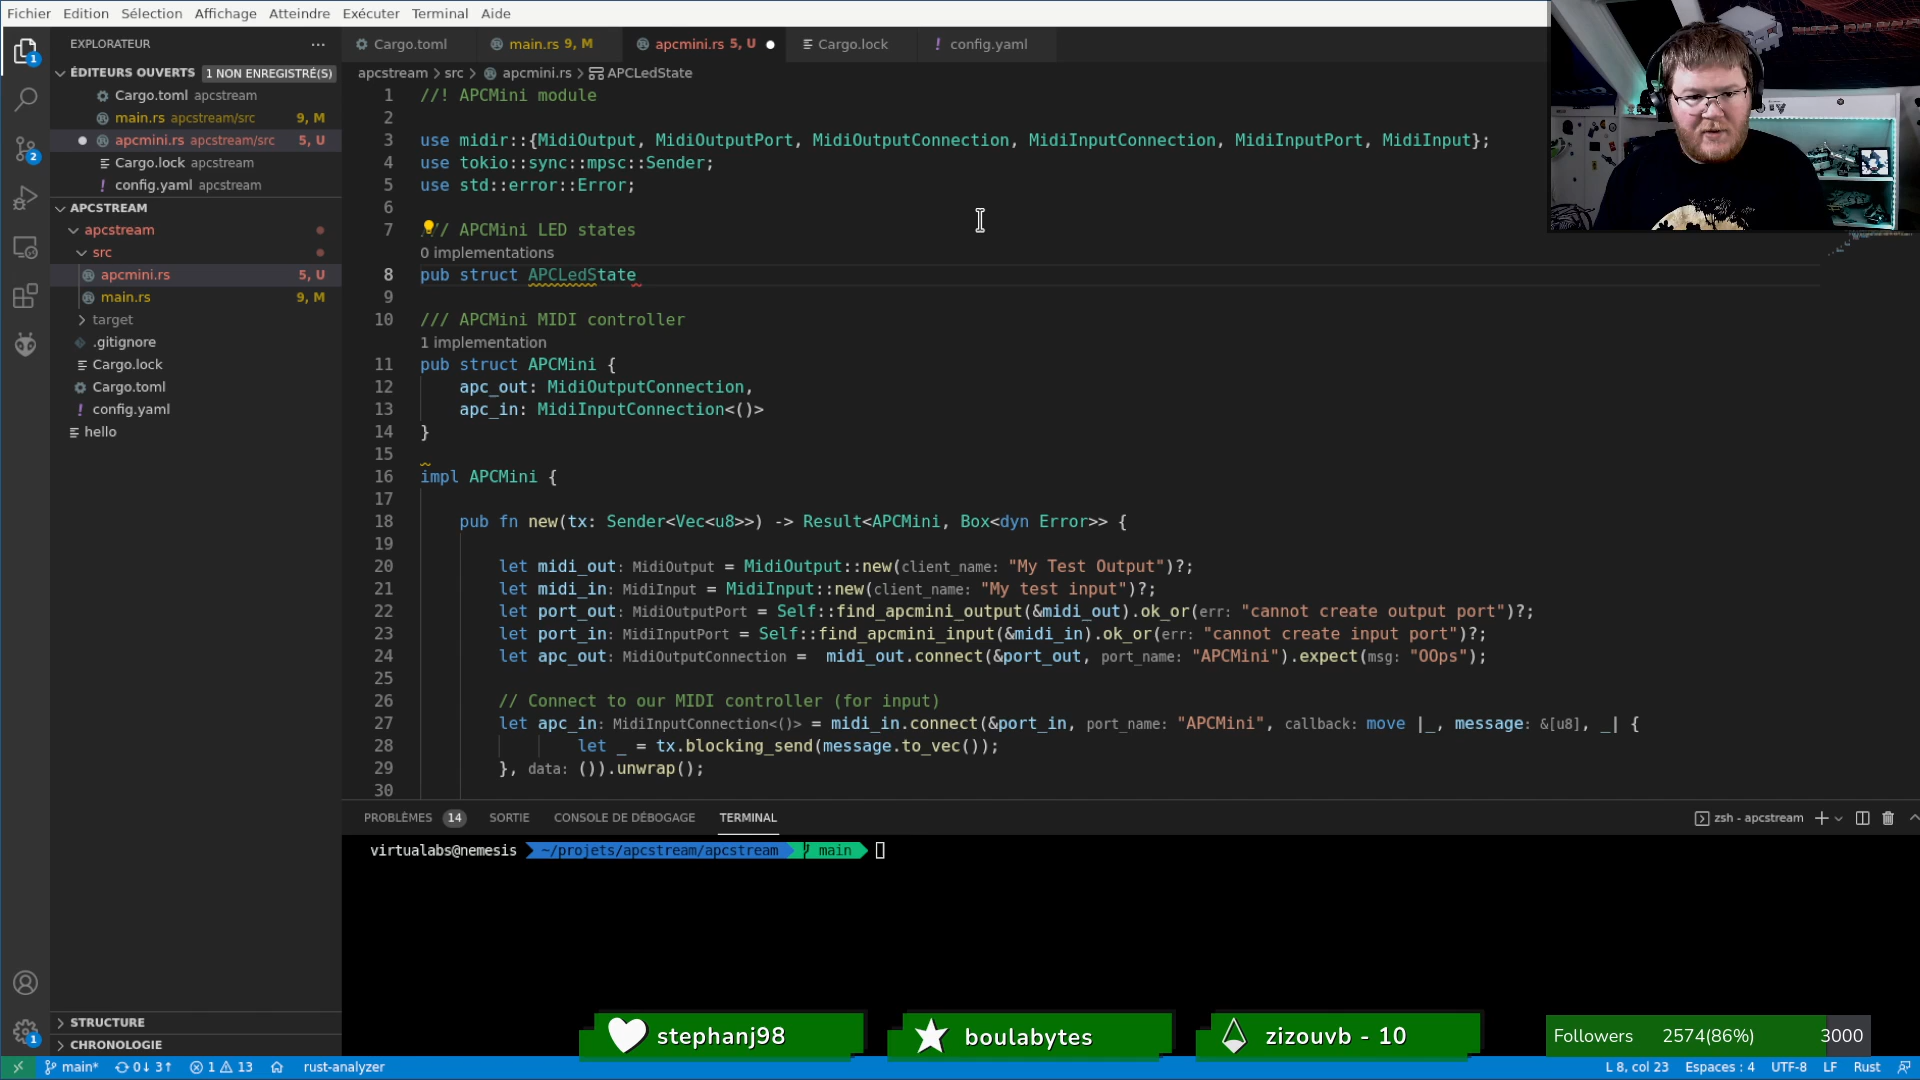 Fichier Edition Sélection Affichage Atteindre Exécuter Terminal Aide
EXPLORATEUR
ÉDITEURS OUVERTS 1 NON ENREGISTRÉ(S)
Cargo.toml apcstream
main.rs apcstream/src 9, M
apcmini.rs apcstream/src 5, U
Cargo.lock apcstream
config.yaml apcstream
APCSTREAM
apcstream
src
apcmini.rs 5, U
main.rs 9, M
target
.gitignore
Cargo.lock
Cargo.toml
config.yaml
hello
STRUCTURE
CHRONOLOGIE
Cargo.toml main.rs 9, M apcmini.rs 5, U Cargo.lock config.yaml
apcstream > src > apcmini.rs > APCLedState
1 //! APCMini module
2
3 use midir::{MidiOutput, MidiOutputPort, MidiOutputConnection, MidiInputConnection, MidiInputPort, MidiInput};
4 use tokio::sync::mpsc::Sender;
5 use std::error::Error;
6
7 /// APCMini LED states
0 implementations
8 pub struct APCLedState
9
10 /// APCMini MIDI controller
1 implementation
11 pub struct APCMini {
12 apc_out: MidiOutputConnection,
13 apc_in: MidiInputConnection<()>
14 }
15
16 impl APCMini {
17
18 pub fn new(tx: Sender<Vec<u8>>) -> Result<APCMini, Box<dyn Error>> {
19
20 let midi_out: MidiOutput = MidiOutput::new(client_name: "My Test Output")?;
21 let midi_in: MidiInput = MidiInput::new(client_name: "My test input")?;
22 let port_out: MidiOutputPort = Self::find_apcmini_output(&midi_out).ok_or(err: "cannot create output port")?;
23 let port_in: MidiInputPort = Self::find_apcmini_input(&midi_in).ok_or(err: "cannot create input port")?;
24 let apc_out: MidiOutputConnection = midi_out.connect(&port_out, port_name: "APCMini").expect(msg: "OOps");
25
26 // Connect to our MIDI controller (for input)
27 let apc_in: MidiInputConnection<()> = midi_in.connect(&port_in, port_name: "APCMini", callback: move |_, message: &[u8], _| {
28 let _ = tx.blocking_send(message.to_vec());
29 }, data: ()).unwrap();
30
PROBLÈMES 14 SORTIE CONSOLE DE DÉBOGAGE TERMINAL
zsh - apcstream
virtualabs@nemesis ~/projets/apcstream/apcstream main
stephanj98
boulabytes
zizouvb - 10
Followers 2574(86%) 3000
main* 0↓ 3↑ 1 13 rust-analyzer
L 8, col 23 Espaces : 4 UTF-8 LF Rust